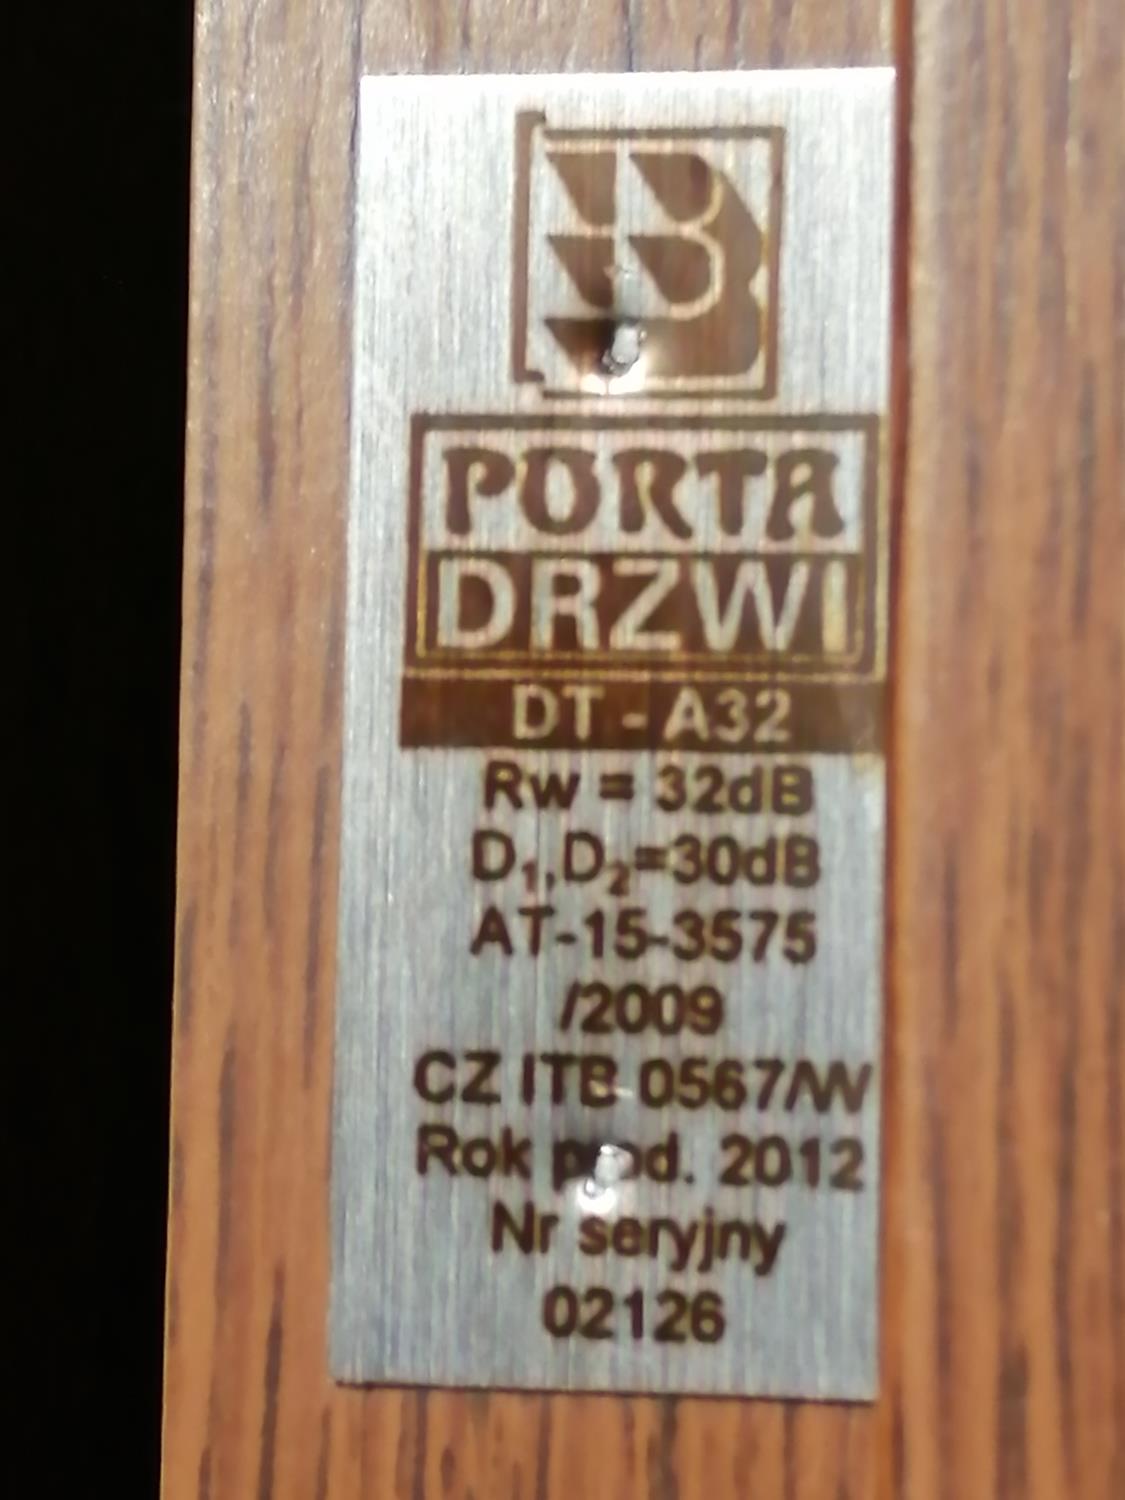 PORTA
DRZWI
DT - A32
Rw = 32dB
D₁,D₂=30dB
AT-15-3575
/2009
CZ ITB 0567/W
Rok prod. 2012
Nr seryjny
02126